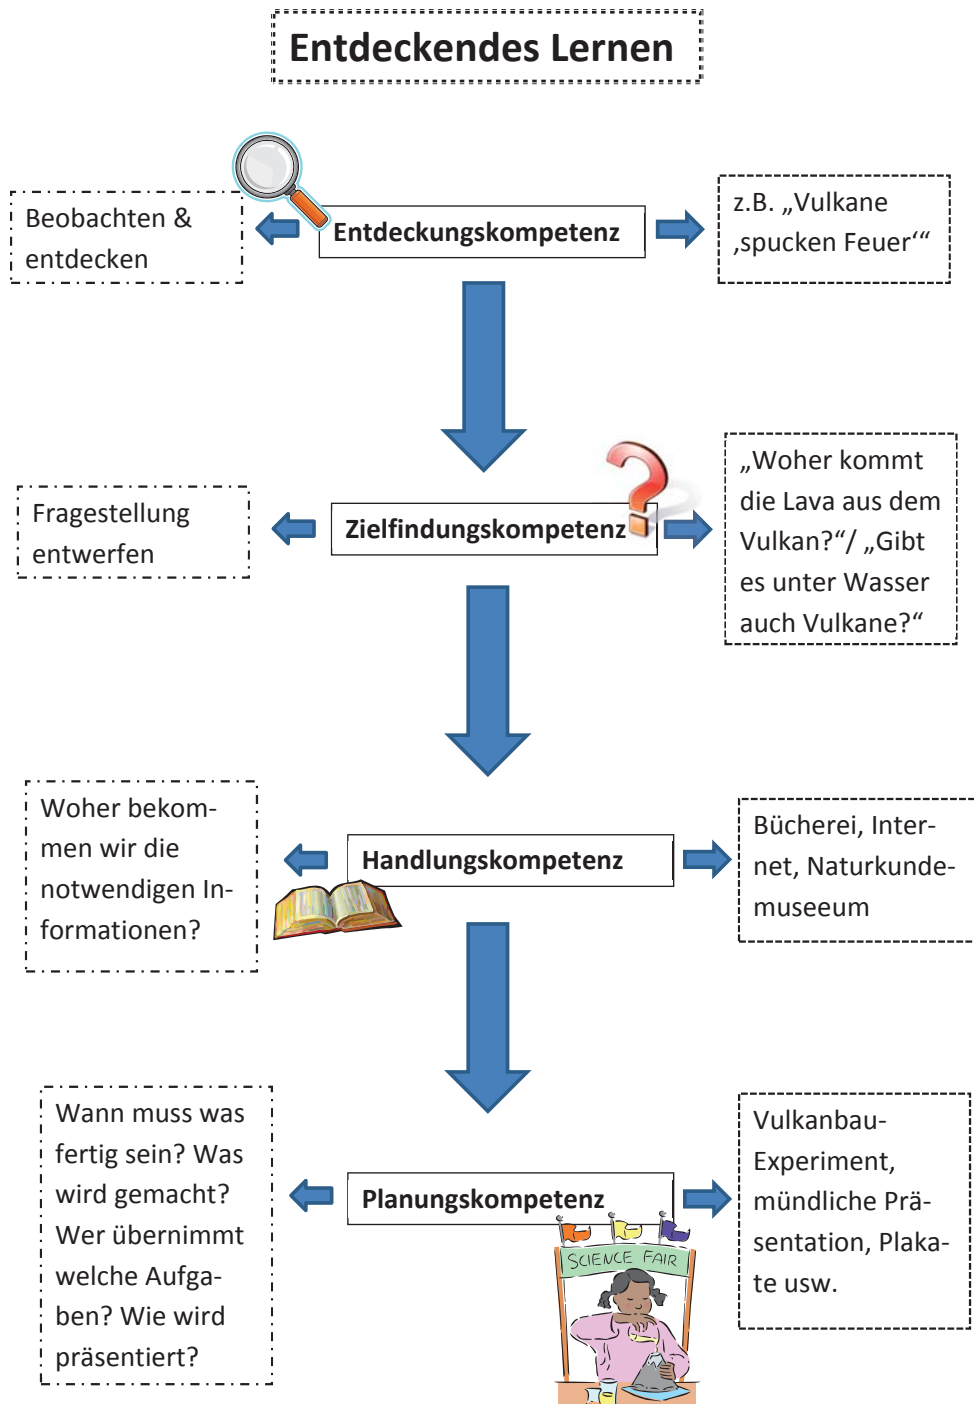 Entdeckendes Lernen
Beobachten &
entdecken
Entdeckungskompetenz
z.B. „Vulkane
‚spucken Feuer‘“
Fragestellung
entwerfen
Zielfindungskompetenz
„Woher kommt
die Lava aus dem
Vulkan?“/ „Gibt
es unter Wasser
auch Vulkane?“
Woher bekom-
men wir die
notwendigen In-
formationen?
Handlungskompetenz
Bücherei, Inter-
net, Naturkunde-
museeum
Wann muss was
fertig sein? Was
wird gemacht?
Wer übernimmt
welche Aufga-
ben? Wie wird
präsentiert?
Planungskompetenz
SCIENCE FAIR
Vulkanbau-
Experiment,
mündliche Prä-
sentation, Plaka-
te usw.